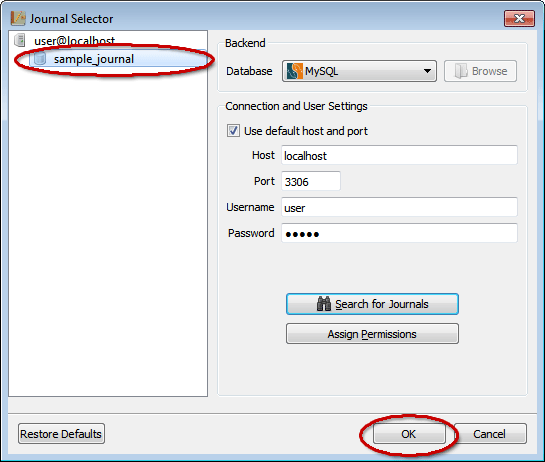 Journal Selector
user@localhost
sample_journal
Backend
Database MySQL Browse
Connection and User Settings
Use default host and port
Host localhost
Port 3306
Username user
Password ●●●●●
Search for Journals
Assign Permissions
Restore Defaults OK Cancel